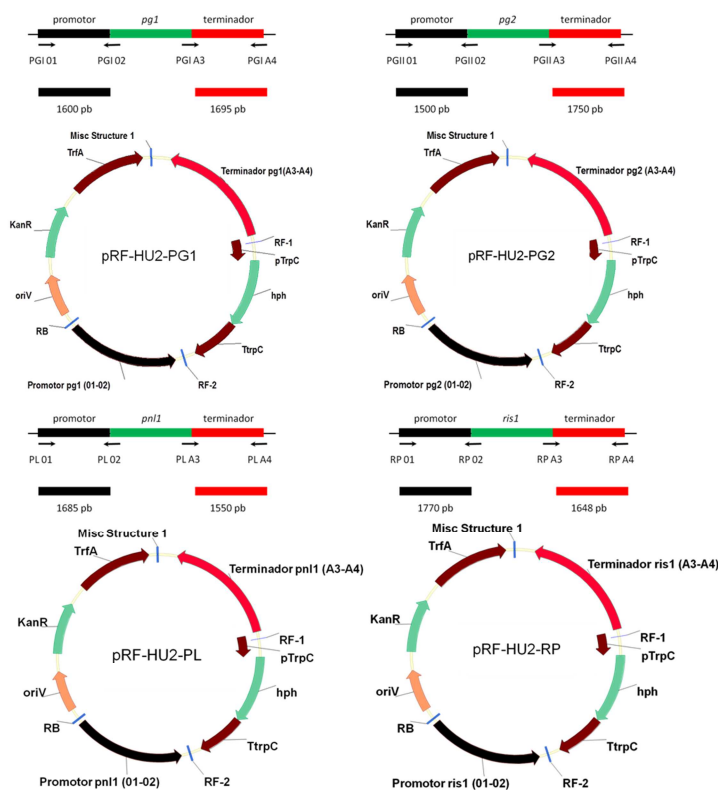 promotor pg1 terminador
PGI 01 PGI 02 PGI A3 PGI A4
1600 pb 1695 pb
Misc Structure 1
TrfA
Terminador pg1(A3-A4)
KanR
RF-1
pRF-HU2-PG1
pTrpC
oriV
hph
RB
TtrpC
Promotor pg1 (01-02)
RF-2
promotor pg2 terminador
PGII 01 PGII 02 PGII A3 PGII A4
1500 pb 1750 pb
Misc Structure 1
TrfA
Terminador pg2 (A3-A4)
KanR
RF-1
pRF-HU2-PG2
pTrpC
oriV
hph
RB
TtrpC
Promotor pg2 (01-02)
RF-2
promotor pnl1 terminador
PL 01 PL 02 PL A3 PL A4
1685 pb 1550 pb
Misc Structure 1
TrfA
Terminador pnl1 (A3-A4)
KanR
RF-1
pRF-HU2-PL
pTrpC
oriV
hph
RB
TtrpC
Promotor pnl1 (01-02)
RF-2
promotor ris1 terminador
RP 01 RP 02 RP A3 RP A4
1770 pb 1648 pb
Misc Structure 1
TrfA
Terminador ris1 (A3-A4)
KanR
RF-1
pRF-HU2-RP
pTrpC
oriV
hph
RB
TtrpC
Promotor ris1 (01-02)
RF-2